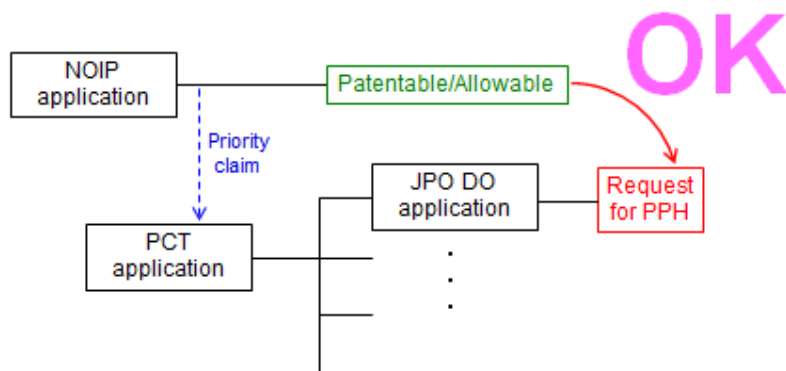 OK
NOIP
application
Patentable/Allowable
Priority
claim
JPO DO
application
Request
for PPH
PCT
application